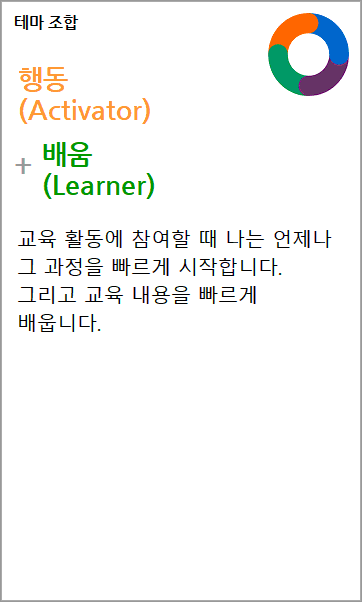 테마 조합
행동
(Activator)
+ 배움
(Learner)
교육 활동에 참여할 때 나는 언제나
그 과정을 빠르게 시작합니다.
그리고 교육 내용을 빠르게
배웁니다.